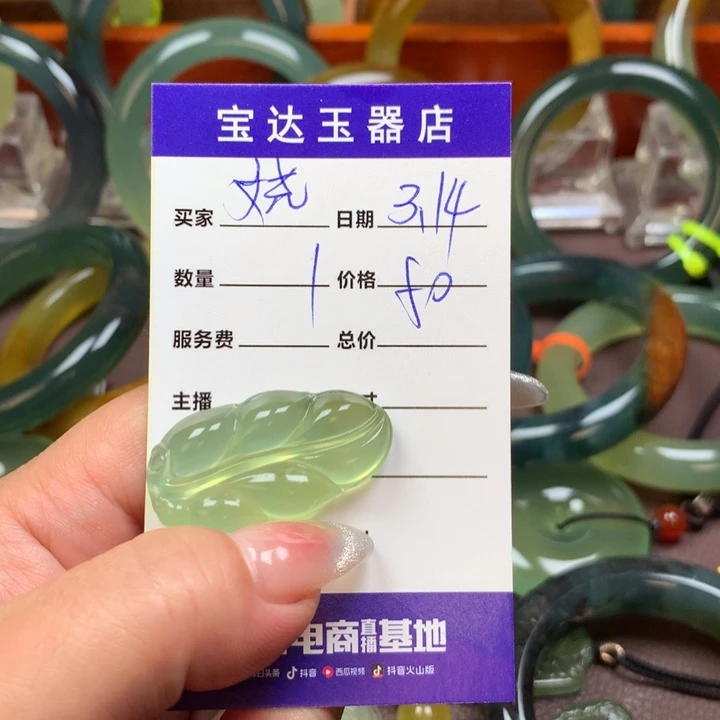 宝达玉器店
买家 娆 日期 3.14
数量 1 价格 80
服务费 总价
主播
电商直播基地
抖音 西瓜视频 抖音火山版